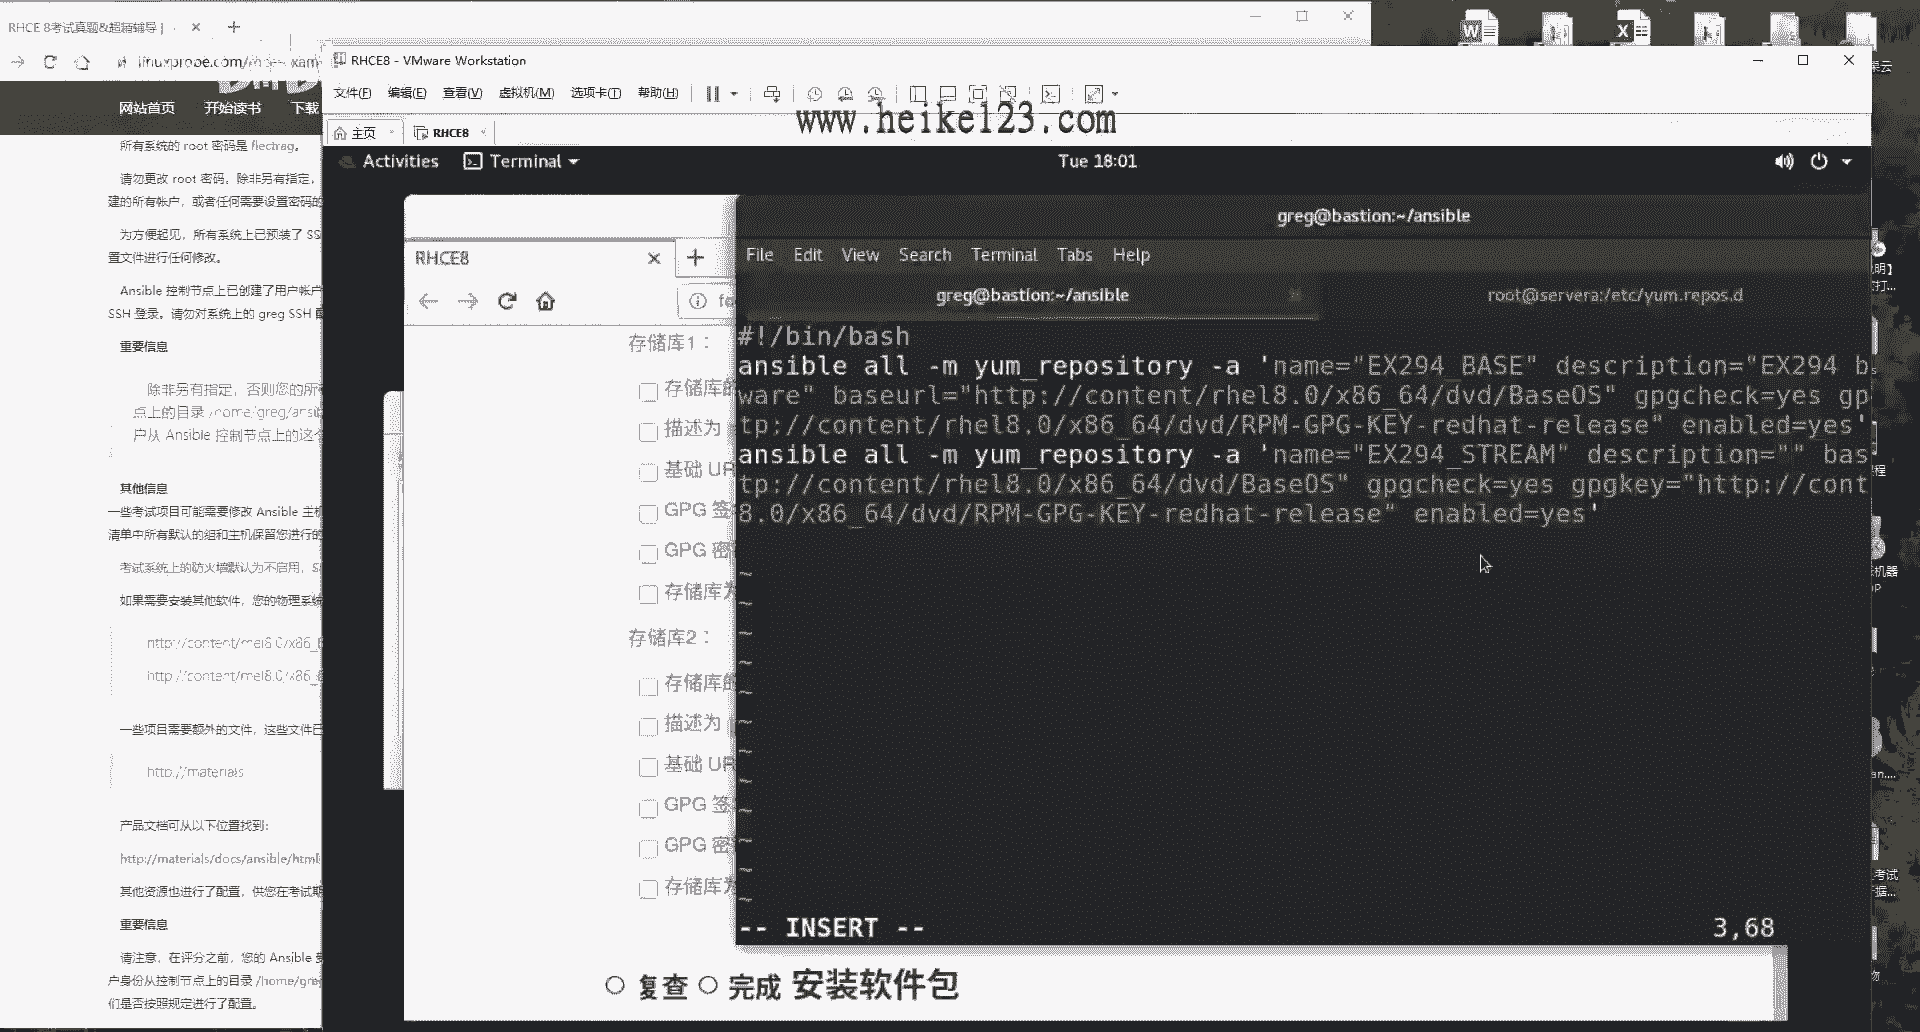 RHCE 8考试真题&超频辅导 |
RHCE8 - VMware Workstation
文件(F) 编辑(E) 查看(V) 虚拟机(M) 选项卡(T) 帮助(H)
www.heike123.com
网站首页 开始读书 下载
主页 RHCE8
所有系统的 root 密码是 flectrag。
Activities Terminal Tue 18:01
请勿更改 root 密码。除非另有指定,
建的所有帐户，或者任何需要设置密码的
greg@bastion:~/ansible
为方便起见，所有系统上已预装了 SS
置文件进行任何修改。
RHCE8
File Edit View Search Terminal Tabs Help
Ansible 控制节点上已创建了用户帐户
SSH 登录。请勿对系统上的 greg SSH
greg@bastion:~/ansible root@servera:/etc/yum.repos.d
重要信息
除非另有指定，否则您的所有
点上的目录 /home/greg/ansib
户从 Ansible 控制节点上的这个
其他信息
一些考试项目可能需要修改 Ansible 主机
清单中所有默认的组和主机保留您进行的
考试系统上的防火墙默认为不启用，S
如果需要安装其他软件，您的物理系统
http://content/rhel8.0/x86_
http://content/rhel8.0/x86_
一些项目需要额外的文件，这些文件已
http://materials
产品文档可从以下位置找到：
http://materials/docs/ansible/html
其他资源也进行了配置，供您在考试期
重要信息
请注意，在评分之前，您的 Ansible 受
户身份从控制节点上的目录 /home/greg
们是否按照规定进行了配置。
存储库1：
存储库的
描述为
基础 UR
GPG 签
GPG 密
存储库为
存储库2：
存储库的
描述为
基础 UR
GPG 签
GPG 密
存储库为
#!/bin/bash
ansible all -m yum_repository -a 'name="EX294_BASE" description="EX294 b
ware" baseurl="http://content/rhel8.0/x86_64/dvd/BaseOS" gpgcheck=yes gp
tp://content/rhel8.0/x86_64/dvd/RPM-GPG-KEY-redhat-release" enabled=yes'
ansible all -m yum_repository -a 'name="EX294_STREAM" description="" bas
tp://content/rhel8.0/x86_64/dvd/BaseOS" gpgcheck=yes gpgkey="http://cont
8.0/x86_64/dvd/RPM-GPG-KEY-redhat-release" enabled=yes'
~
~
~
~
~
~
~
~
~
~
~
~
-- INSERT -- 3,68
复查 完成 安装软件包